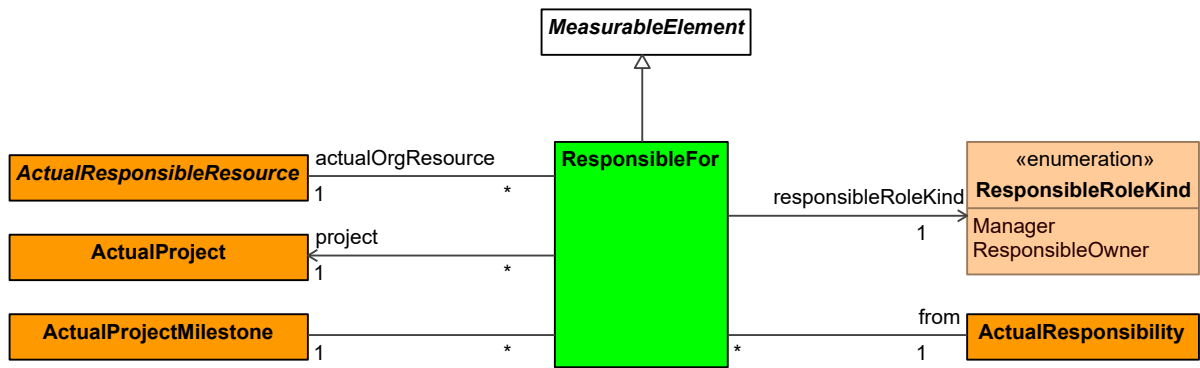 MeasurableElement
ActualResponsibleResource
actualOrgResource
1
*
ResponsibleFor
ActualProject
project
1
*
ActualProjectMilestone
1
*
responsibleRoleKind
1
«enumeration»
ResponsibleRoleKind
Manager
ResponsibleOwner
from
*
1
ActualResponsibility